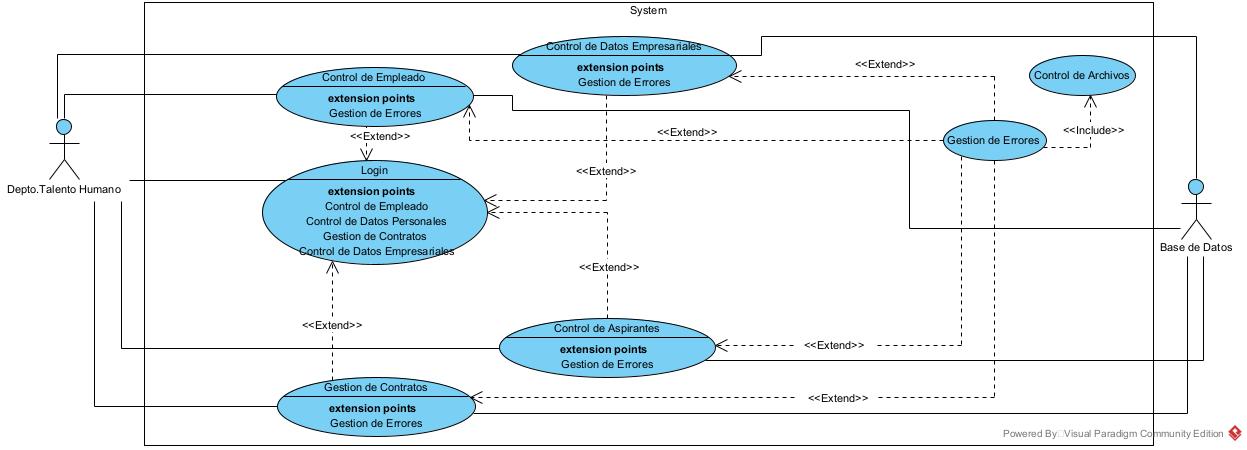 System
Control de Datos Empresariales
extension points
Gestion de Errores
<<Extend>>
Control de Archivos
Control de Empleado
extension points
Gestion de Errores
<<Extend>>
<<Extend>>
Gestion de Errores
<<Include>>
Depto.Talento Humano
Login
extension points
Control de Empleado
Control de Datos Personales
Gestion de Contratos
Control de Datos Empresariales
<<Extend>>
Base de Datos
<<Extend>>
<<Extend>>
Control de Aspirantes
extension points
Gestion de Errores
<<Extend>>
Gestion de Contratos
extension points
Gestion de Errores
<<Extend>>
Powered By Visual Paradigm Community Edition